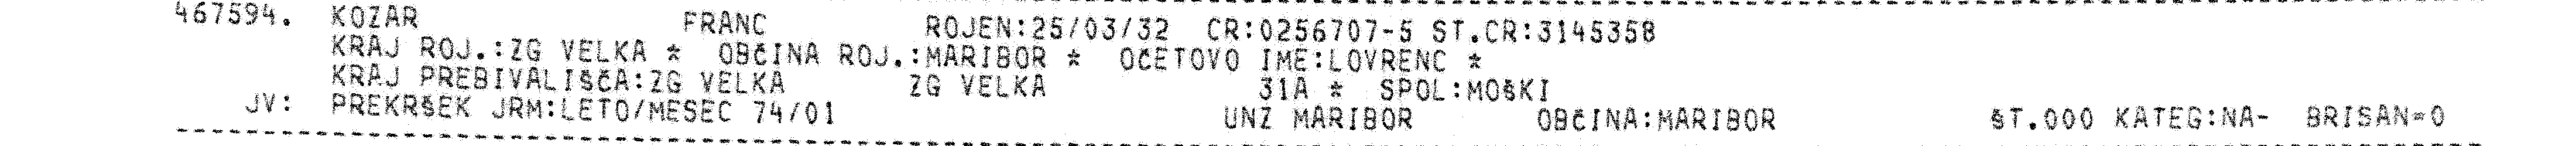 467594. KOZAR FRANC ROJEN:25/03/32 CR:0256707-5 ST.CR:3145358
KRAJ ROJ.:ZG VELKA * OBČINA ROJ.:MARIBOR * OČETOVO IME:LOVRENC *
KRAJ PREBIVALIŠČA:ZG VELKA ZG VELKA 31A * SPOL:MOŠKI
JV: PREKRŠEK JRM:LETO/MESEC 74/01 UNZ MARIBOR OBČINA:MARIBOR ŠT.000 KATEG:NA- BRISAN=0